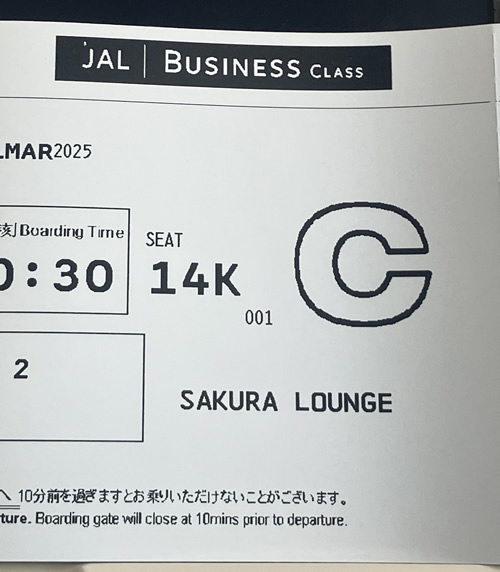 JAL | BUSINESS CLASS
MAR2025
刻 Boarding Time
SEAT
C
:30
14K
001
2
SAKURA LOUNGE
10分前を過ぎますとお乗りいただけないことがございます。
ture. Boarding gate will close at 10mins prior to departure.